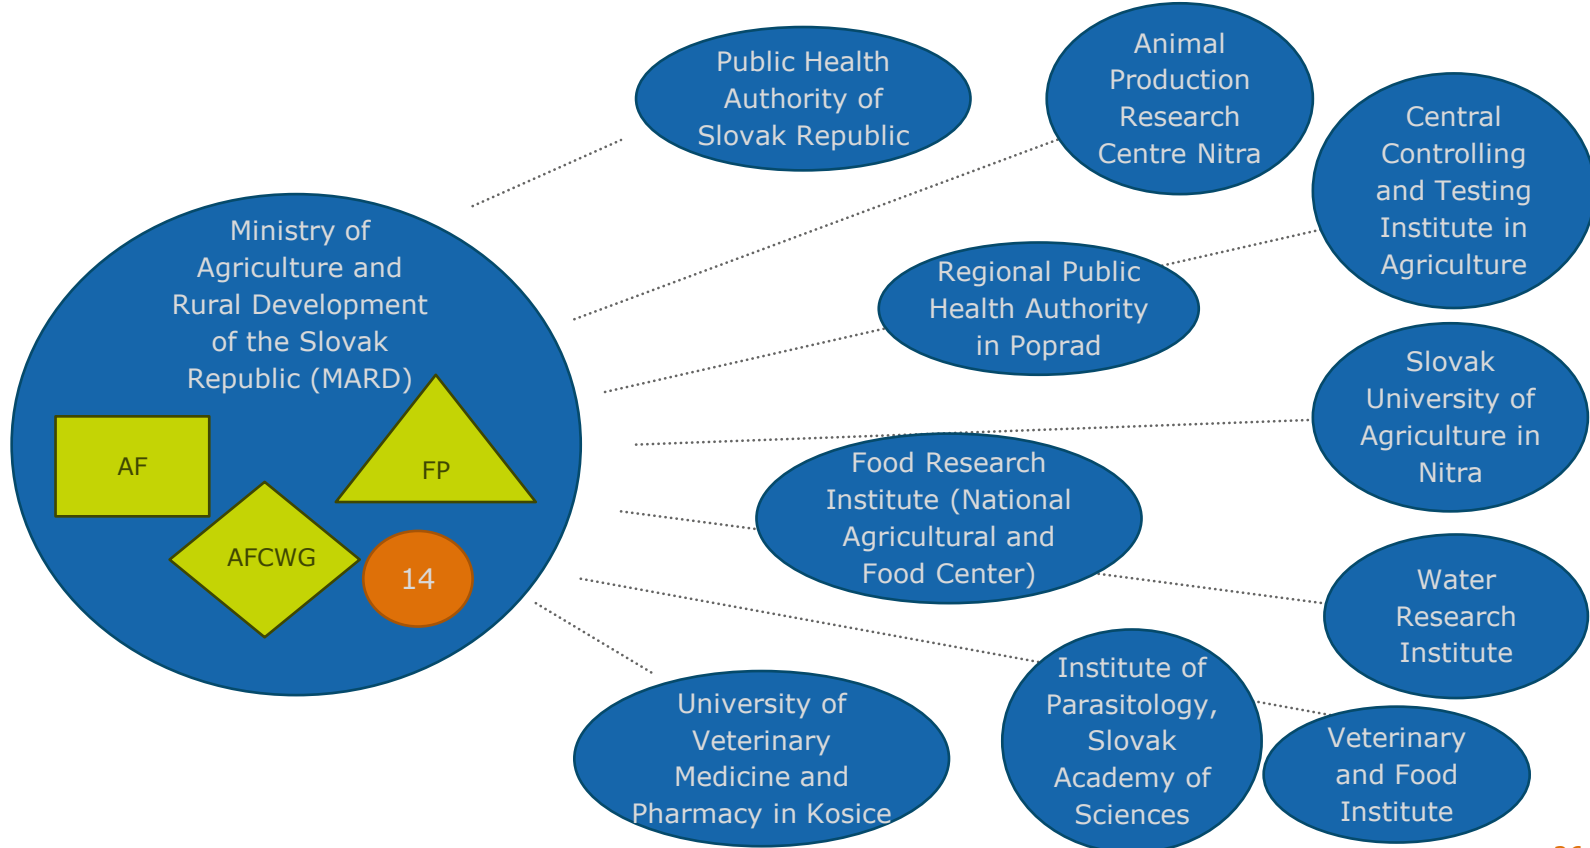 Public Health
Authority of
Slovak Republic
Animal
Production
Research
Centre Nitra
Central
Controlling
and Testing
Institute in
Agriculture
Ministry of
Agriculture and
Rural Development
of the Slovak
Republic (MARD)
AF
FP
AFCWG
14
Regional Public
Health Authority
in Poprad
Slovak
University of
Agriculture in
Nitra
Food Research
Institute (National
Agricultural and
Food Center)
Water
Research
Institute
University of
Veterinary
Medicine and
Pharmacy in Kosice
Institute of
Parasitology,
Slovak
Academy of
Sciences
Veterinary
and Food
Institute